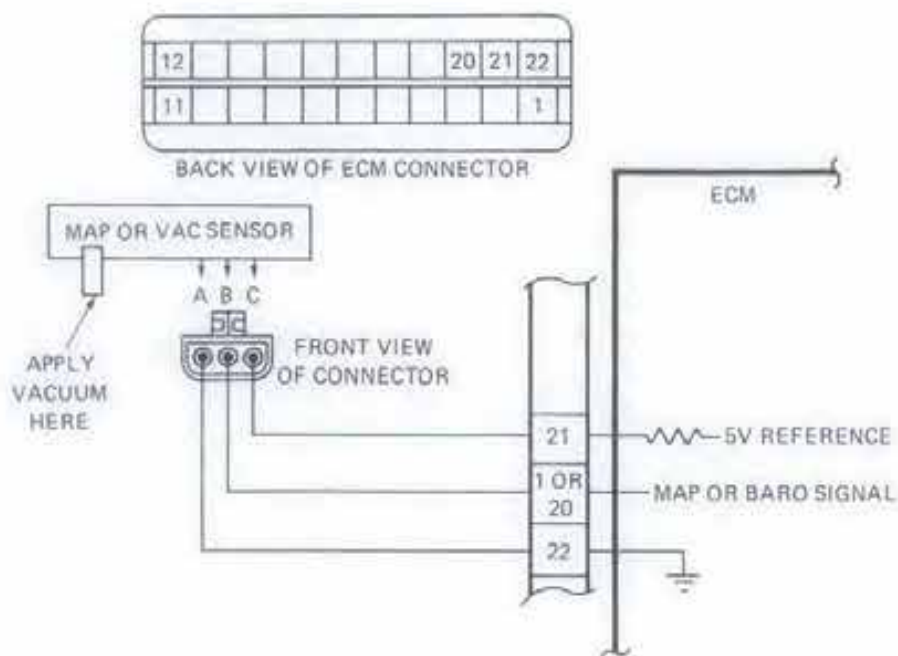 12 20 21 22
11 1
BACK VIEW OF ECM CONNECTOR
ECM
MAP OR VAC SENSOR
A B C
APPLY
VACUUM
HERE
FRONT VIEW
OF CONNECTOR
21
5V REFERENCE
1 OR
20
MAP OR BARO SIGNAL
22